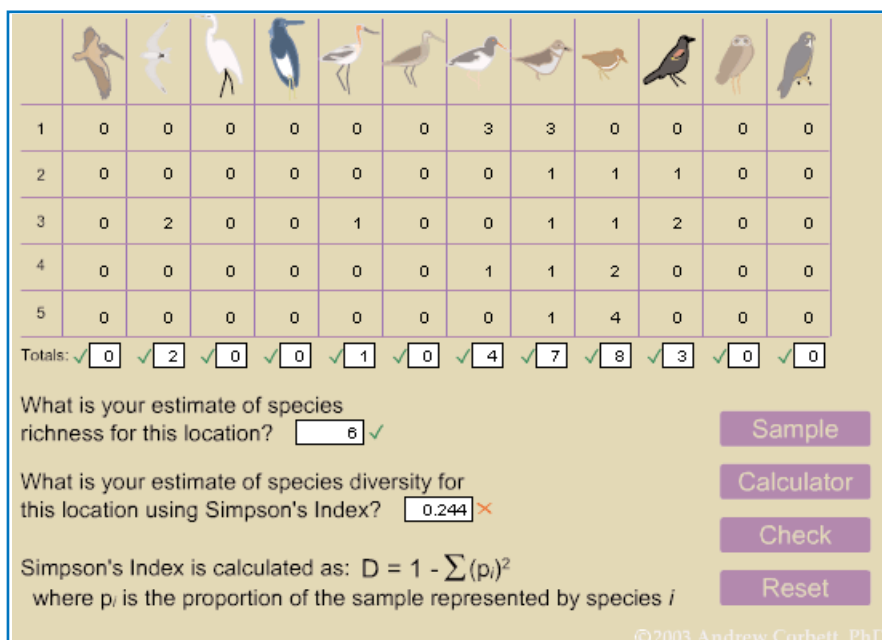 1 0 0 0 0 0 0 3 3 0 0 0 0
2 0 0 0 0 0 0 0 1 1 1 0 0
3 0 2 0 0 1 0 0 1 1 2 0 0
4 0 0 0 0 0 0 1 1 2 0 0 0
5 0 0 0 0 0 0 0 1 4 0 0 0
Totals: ✓ 0 ✓ 2 ✓ 0 ✓ 0 ✓ 1 ✓ 0 ✓ 4 ✓ 7 ✓ 8 ✓ 3 ✓ 0 ✓ 0
What is your estimate of species
richness for this location? 6 ✓
What is your estimate of species diversity for
this location using Simpson's Index? 0.244 ✕
Simpson's Index is calculated as: D = 1 - ∑(pᵢ)²
where pᵢ is the proportion of the sample represented by species i
Sample
Calculator
Check
Reset
©2003 Andrew Corbett, PhD